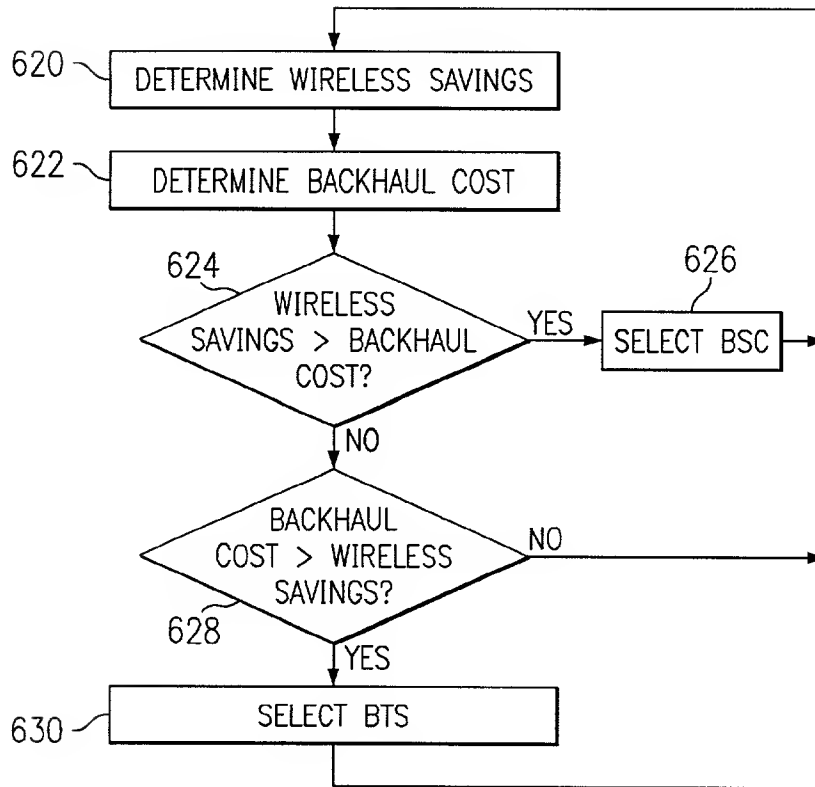 620
DETERMINE WIRELESS SAVINGS
622
DETERMINE BACKHAUL COST
624
WIRELESS
SAVINGS > BACKHAUL
COST?
YES
626
SELECT BSC
NO
BACKHAUL
COST > WIRELESS
SAVINGS?
NO
628
YES
630
SELECT BTS